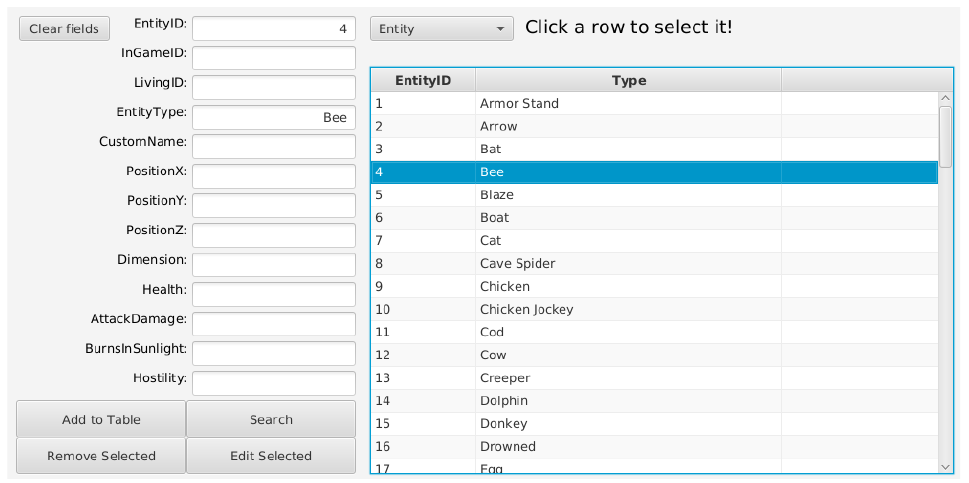 Clear fields
EntityID: 4
InGameID:
LivingID:
EntityType: Bee
CustomName:
PositionX:
PositionY:
PositionZ:
Dimension:
Health:
AttackDamage:
BurnsInSunlight:
Hostility:
Add to Table Search
Remove Selected Edit Selected
Entity Click a row to select it!
EntityID Type
1 Armor Stand
2 Arrow
3 Bat
4 Bee
5 Blaze
6 Boat
7 Cat
8 Cave Spider
9 Chicken
10 Chicken Jockey
11 Cod
12 Cow
13 Creeper
14 Dolphin
15 Donkey
16 Drowned
17 Egg